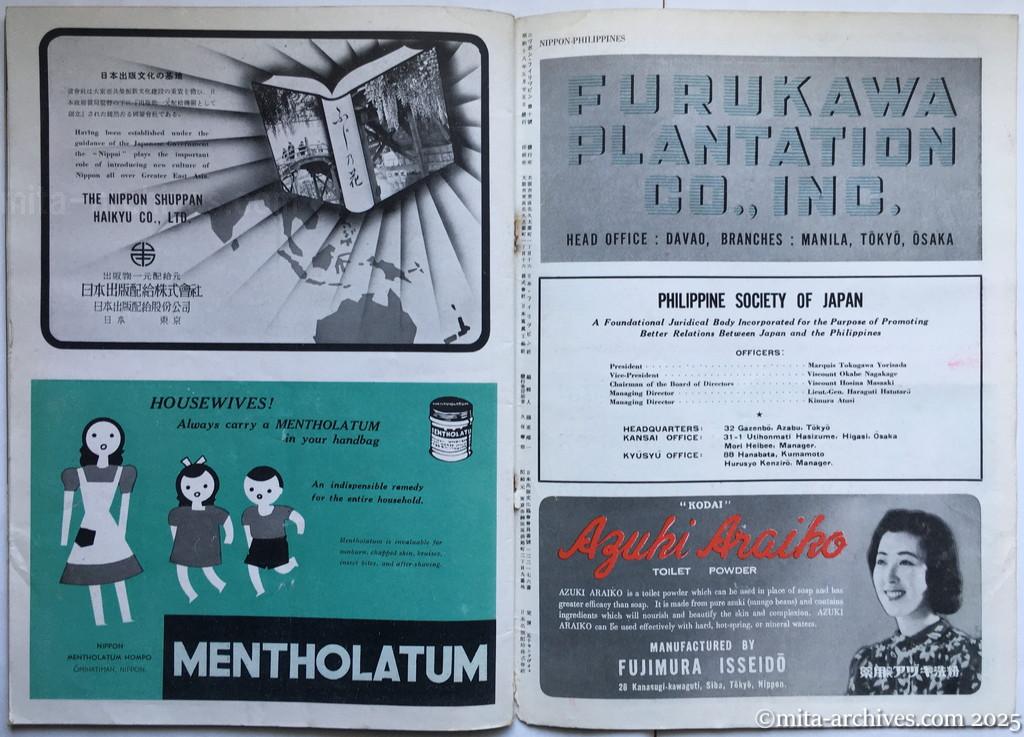 日本出版文化の基地
Having been established under the
guidance of the Japanese Government
the "Nippai" plays the important
role of introducing new culture of
Nippon all over Greater East Asia.
THE NIPPON SHUPPAN
HAIKYU CO., LTD.
出版物一元配給元
日本出版配給株式會社
日本出版配給股份公司
日本 東京
ふじの花
HOUSEWIVES!
Always carry a MENTHOLATUM
in your handbag
MENTHOLATUM
An indispensible remedy
for the entire household.
Mentholatum is invaluable for
sunburn, chapped skin, bruises,
insect bites, and after-shaving.
NIPPON
MENTHOLATUM HOMPO
ŌMIHATIMAN, NIPPON.
MENTHOLATUM
NIPPON-PHILIPPINES
FURUKAWA
PLANTATION
CO., INC.
HEAD OFFICE : DAVAO, BRANCHES : MANILA, TŌKYŌ, ŌSAKA
PHILIPPINE SOCIETY OF JAPAN
A Foundational Juridical Body Incorporated for the Purpose of Promoting
Better Relations Between Japan and the Philippines
OFFICERS:
President Marquis Tokugawa Yorisada
Vice-President Viscount Okabe Nagakage
Chairman of the Board of Directors Viscount Hosina Masaaki
Managing Director Lieut.-Gen. Haraguti Hatutarō
Managing Director Kimura Atusi
★
HEADQUARTERS: 32 Gazenbō, Azabu, Tōkyō
KANSAI OFFICE: 31-1 Utihonmati Hasizume, Higasi, Ōsaka
Mori Heibee, Manager.
KYŪSYŪ OFFICE: 88 Hanabata, Kumamoto
Hurusyo Kenzirō, Manager.
"KODAI"
Azuki Araiko
TOILET POWDER
AZUKI ARAIKO is a toilet powder which can be used in place of soap and has
greater efficacy than soap. It is made from pure azuki (mungo beans) and contains
ingredients which will nourish and beautify the skin and complexion. AZUKI
ARAIKO can be used effectively with hard, hot-spring, or mineral waters.
MANUFACTURED BY
FUJIMURA ISSEIDŌ
28 Kanasugi-kawaguti, Siba, Tōkyō, Nippon.
©mita-archives.com 2025